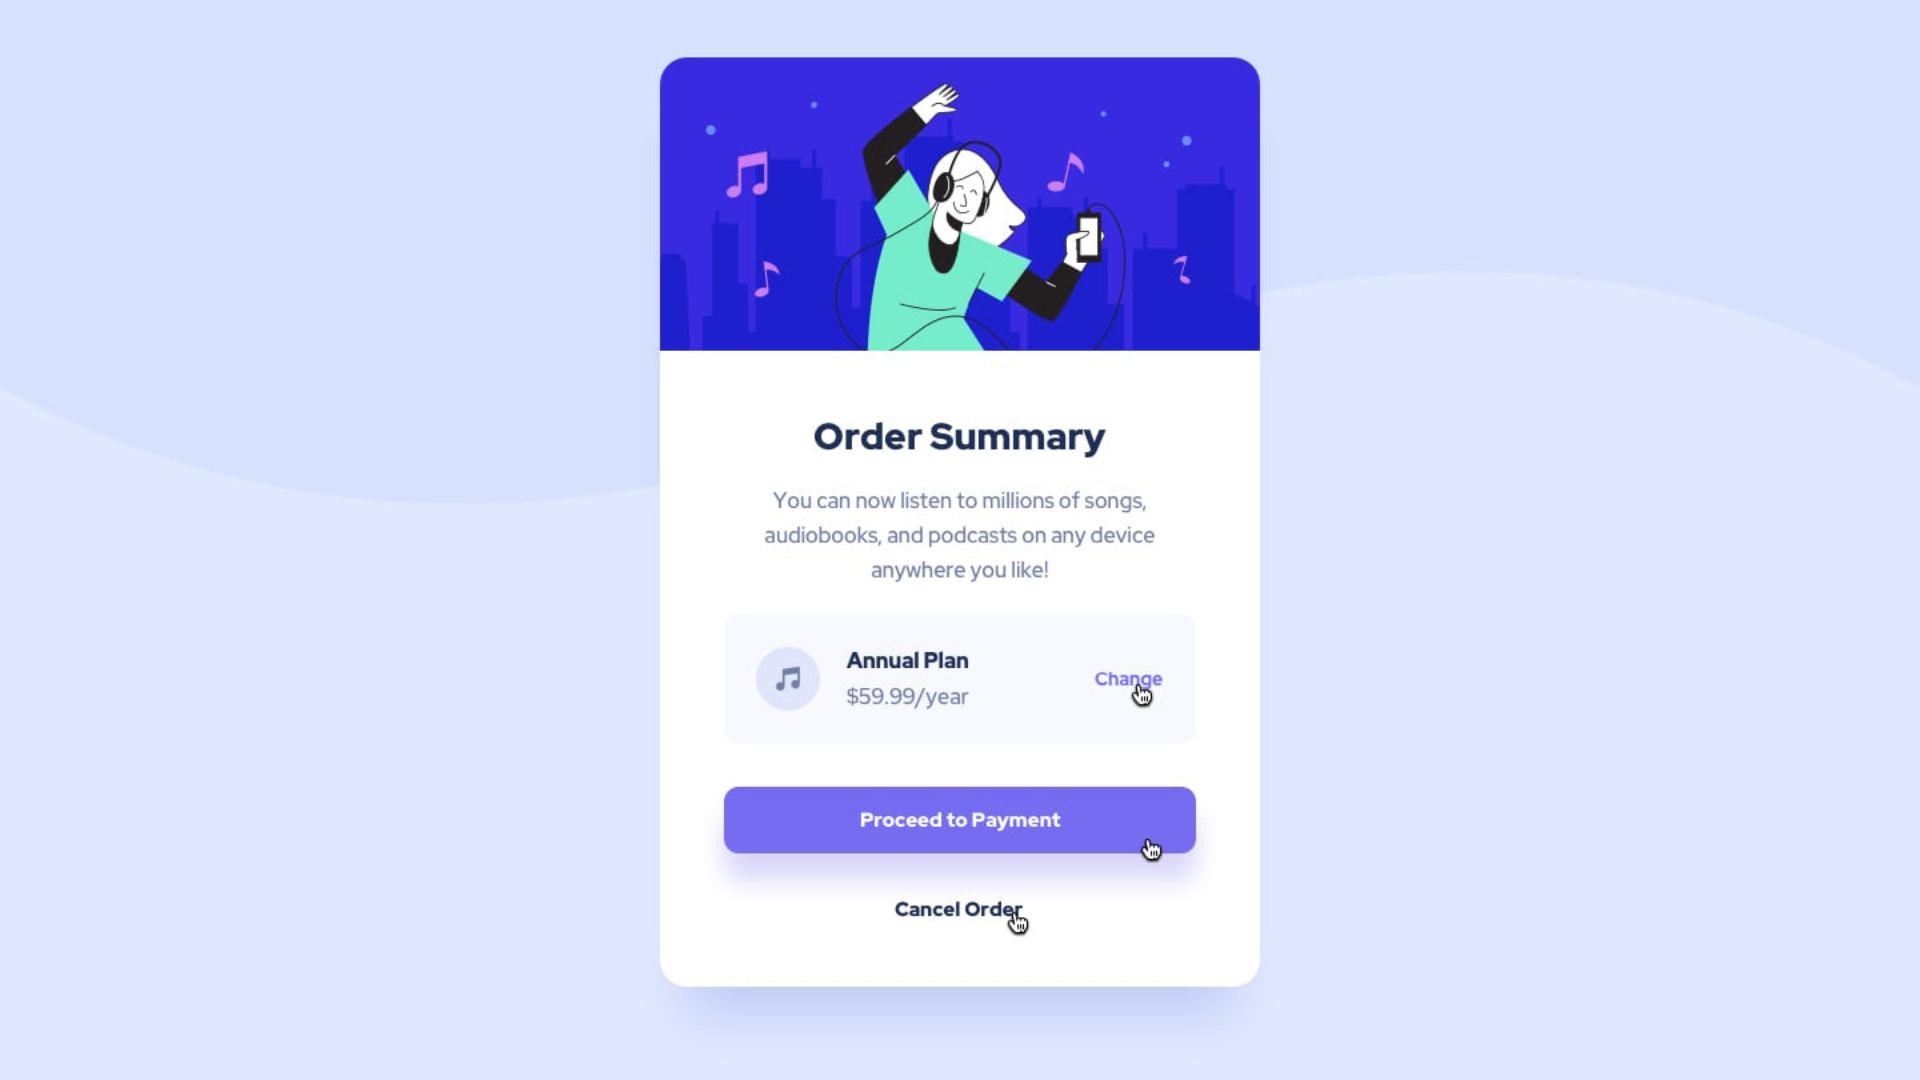 Order Summary
You can now listen to millions of songs,
audiobooks, and podcasts on any device
anywhere you like!
Annual Plan
$59.99/year
Change
Proceed to Payment
Cancel Order